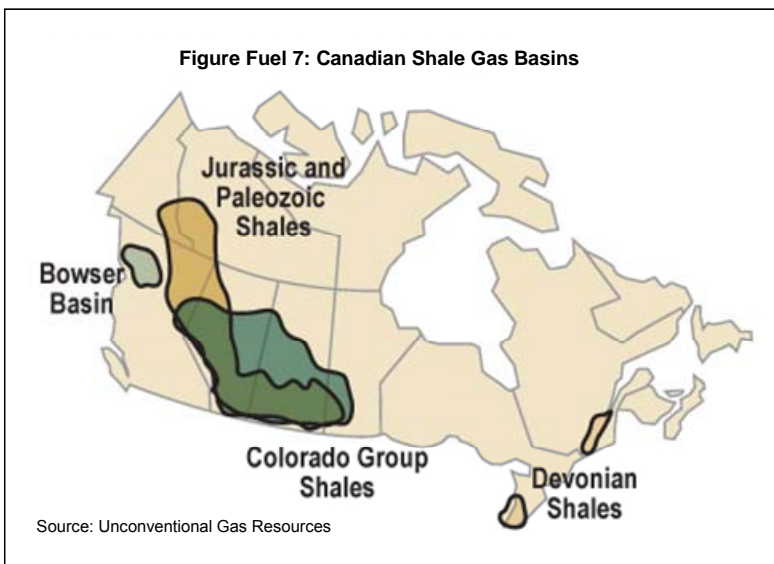 Figure Fuel 7: Canadian Shale Gas Basins
Jurassic and
Paleozoic
Shales
Bowser
Basin
Colorado Group
Shales
Devonian
Shales
Source: Unconventional Gas Resources